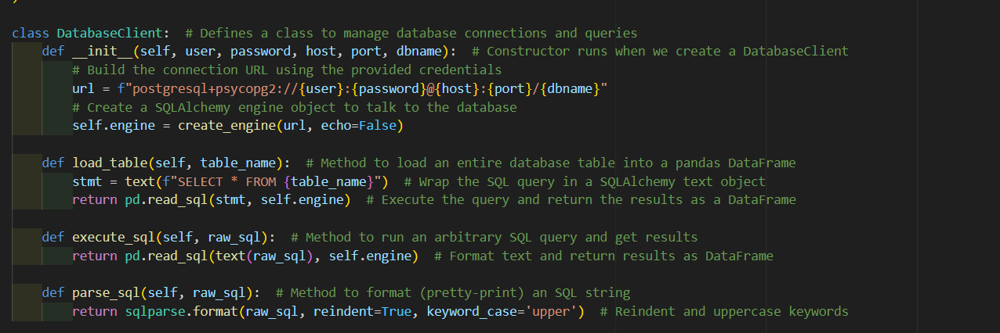 )
class DatabaseClient:  # Defines a class to manage database connections and queries
    def __init__(self, user, password, host, port, dbname):  # Constructor runs when we create a DatabaseClient
        # Build the connection URL using the provided credentials
        url = f"postgresql+psycopg2://{user}:{password}@{host}:{port}/{dbname}"
        # Create a SQLAlchemy engine object to talk to the database
        self.engine = create_engine(url, echo=False)
    def load_table(self, table_name):  # Method to load an entire database table into a pandas DataFrame
        stmt = text(f"SELECT * FROM {table_name}")  # Wrap the SQL query in a SQLAlchemy text object
        return pd.read_sql(stmt, self.engine)  # Execute the query and return the results as a DataFrame
    def execute_sql(self, raw_sql):  # Method to run an arbitrary SQL query and get results
        return pd.read_sql(text(raw_sql), self.engine)  # Format text and return results as DataFrame
    def parse_sql(self, raw_sql):  # Method to format (pretty-print) an SQL string
        return sqlparse.format(raw_sql, reindent=True, keyword_case='upper')  # Reindent and uppercase keywords